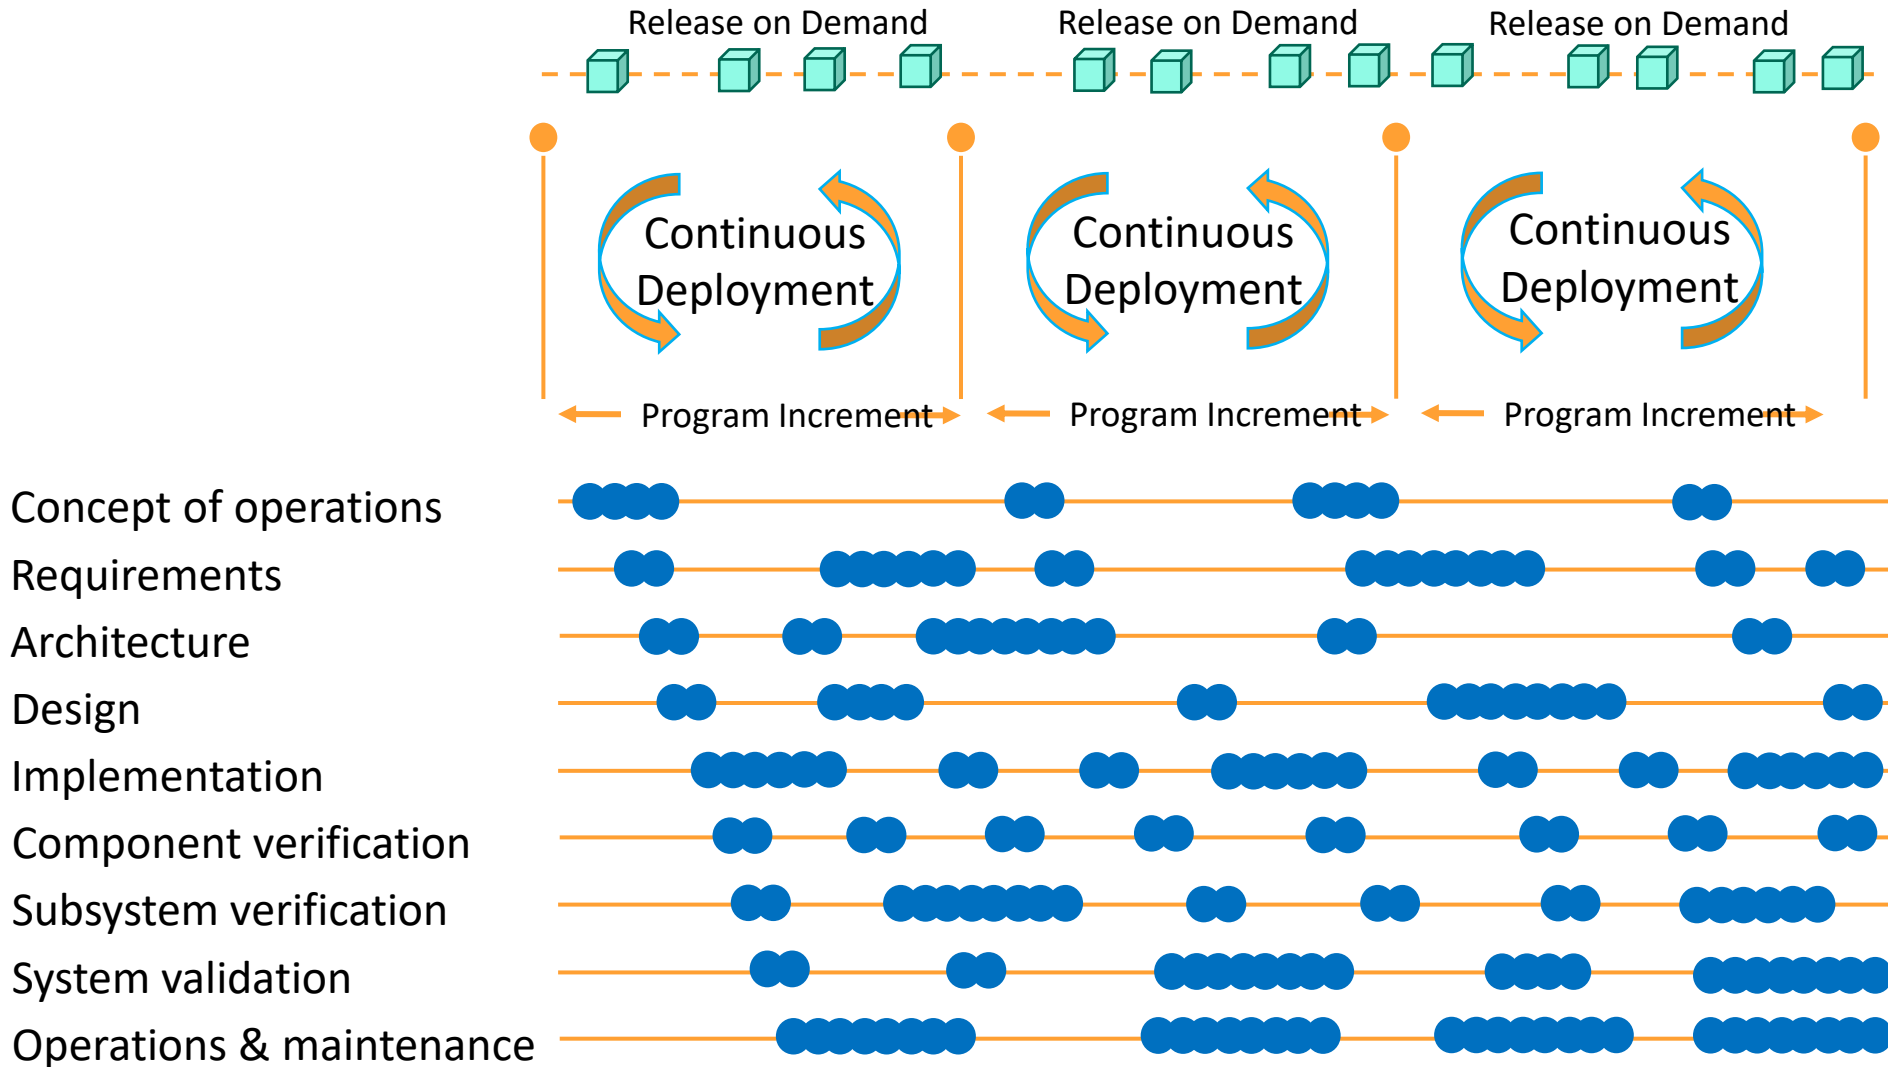 Release on Demand
Release on Demand
Release on Demand
Continuous
Deployment
Continuous
Deployment
Continuous
Deployment
Program Increment
Program Increment
Program Increment
Concept of operations
Requirements
Architecture
Design
Implementation
Component verification
Subsystem verification
System validation
Operations & maintenance